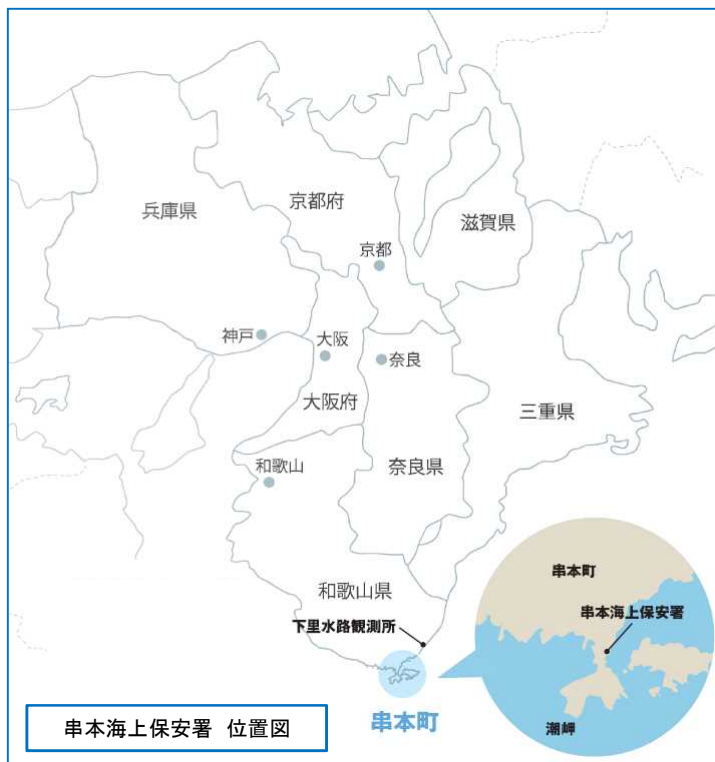 京都府
兵庫県
滋賀県
京都
神戸
大阪
奈良
大阪府
三重県
和歌山
奈良県
串本町
和歌山県
串本海上保安署
下里水路観測所
潮岬
串本町
串本海上保安署 位置図